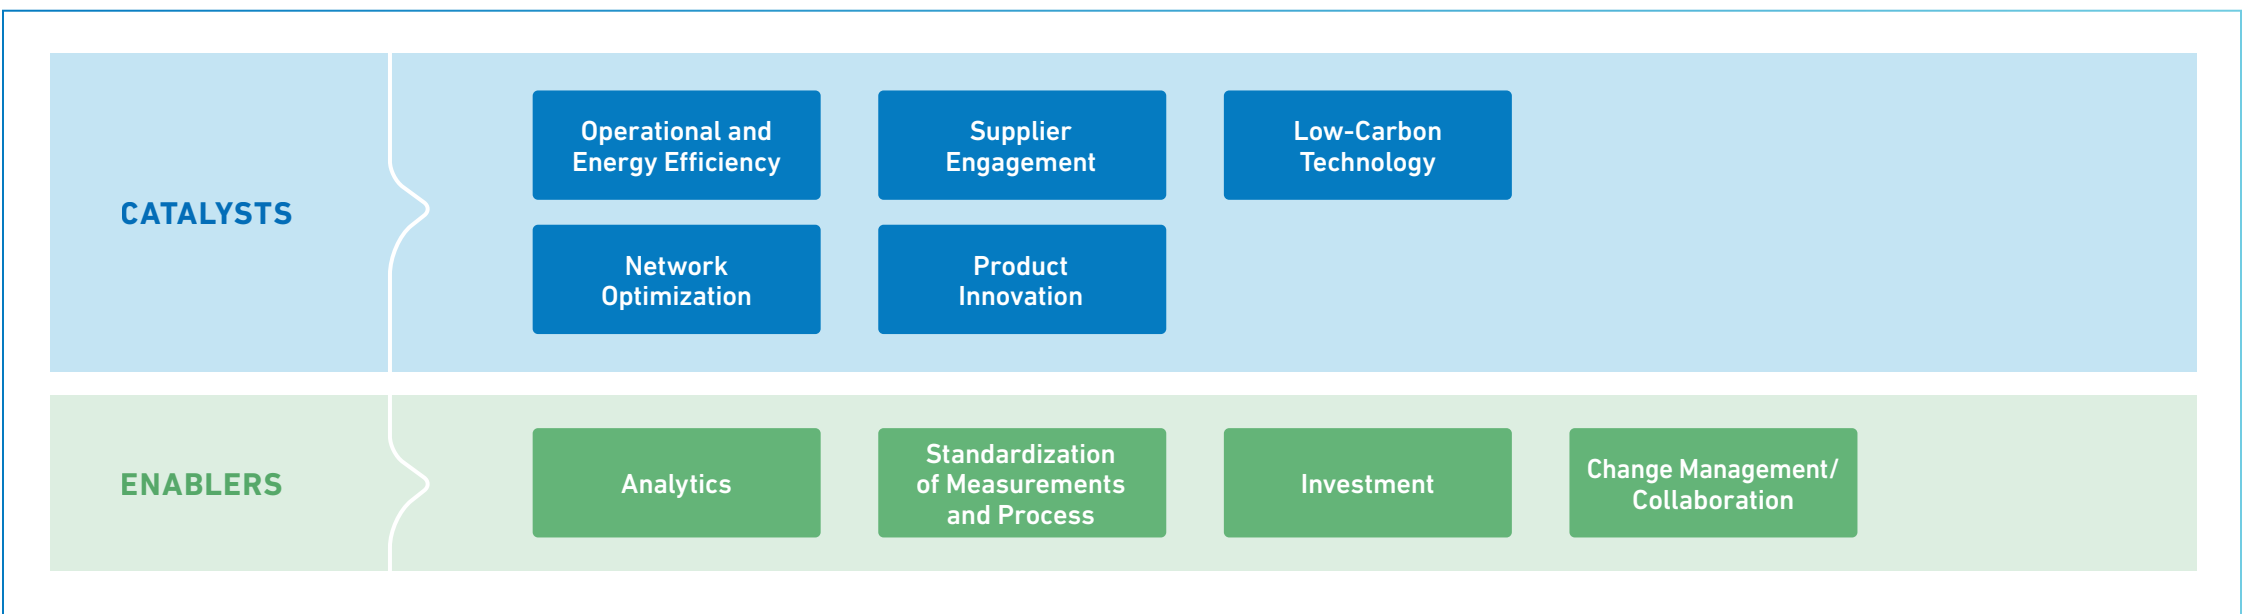 CATALYSTS
Operational and
Energy Efficiency
Supplier
Engagement
Low-Carbon
Technology
Network
Optimization
Product
Innovation
ENABLERS
Analytics
Standardization
of Measurements
and Process
Investment
Change Management/
Collaboration